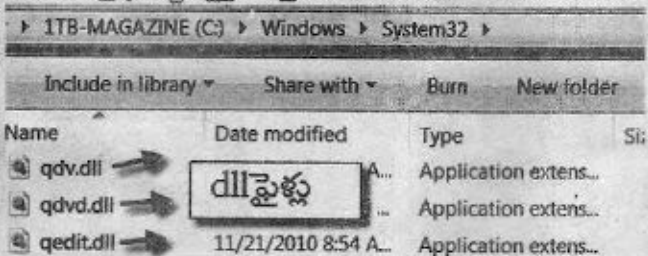 1TB-MAGAZINE (C:) Windows System32
Include in library Share with Burn New folder
Name Date modified Type
qdv.dll A... Application extens...
dllఫైళ్లు
qdvd.dll ... Application extens...
qedit.dll 11/21/2010 8:54 A... Application extens...